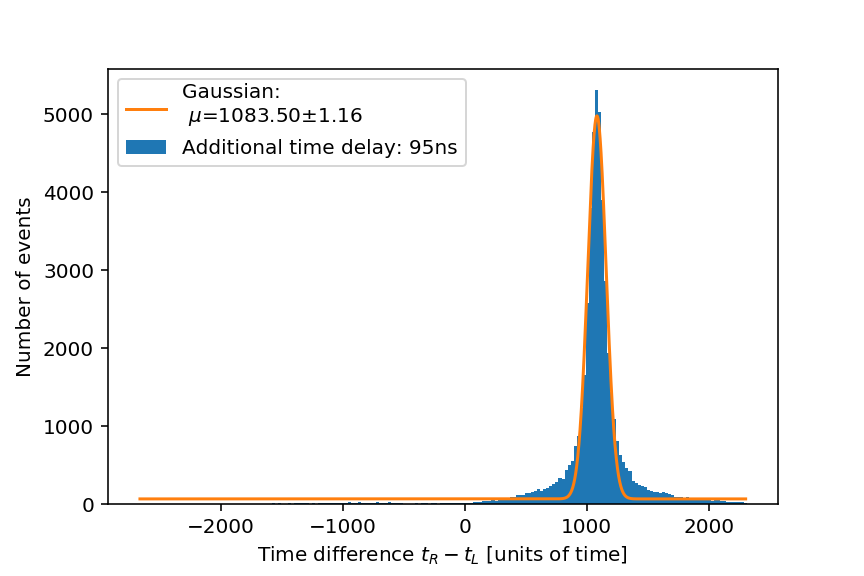 Gaussian:
μ=1083.50±1.16
Additional time delay: 95ns
5000
4000
3000
2000
1000
0
Number of events
−2000
−1000
0
1000
2000
Time difference t_R − t_L [units of time]